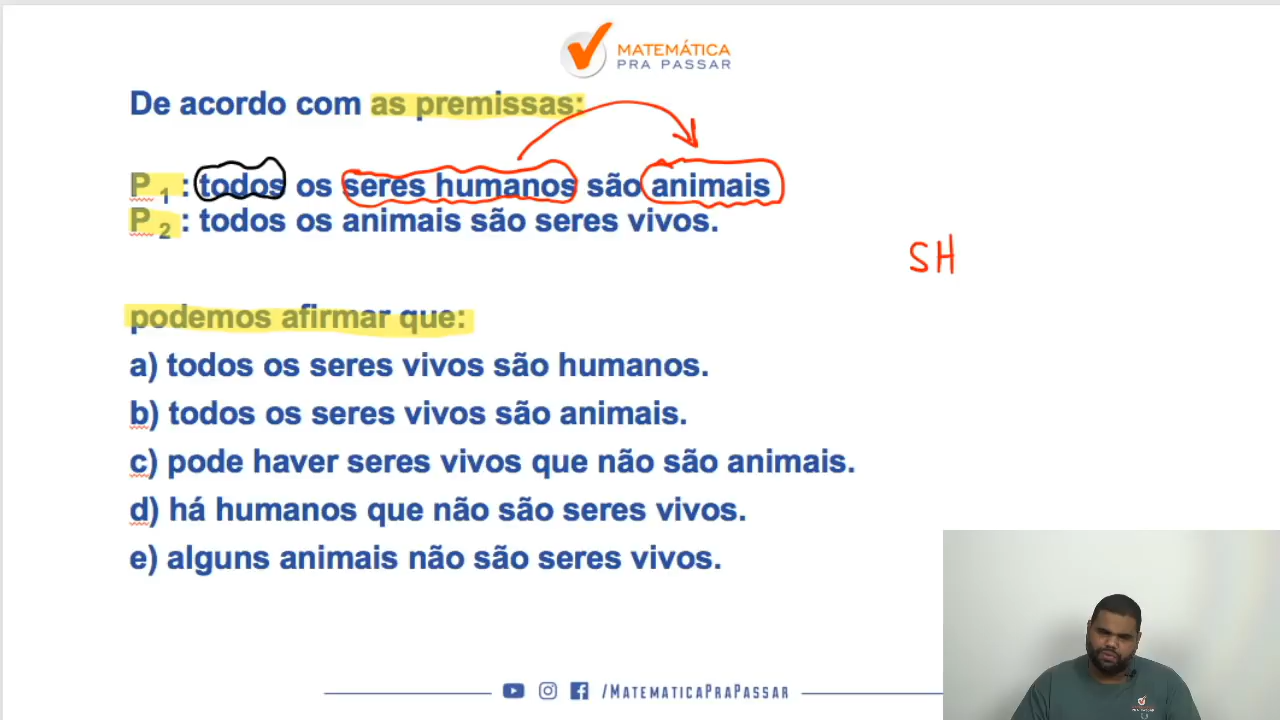 MATEMÁTICA
PRA PASSAR
De acordo com as premissas:
P 1 : todos os seres humanos são animais
P 2 : todos os animais são seres vivos.
SH
podemos afirmar que:
a) todos os seres vivos são humanos.
b) todos os seres vivos são animais.
c) pode haver seres vivos que não são animais.
d) há humanos que não são seres vivos.
e) alguns animais não são seres vivos.
/MATEMATICAPRAPASSAR